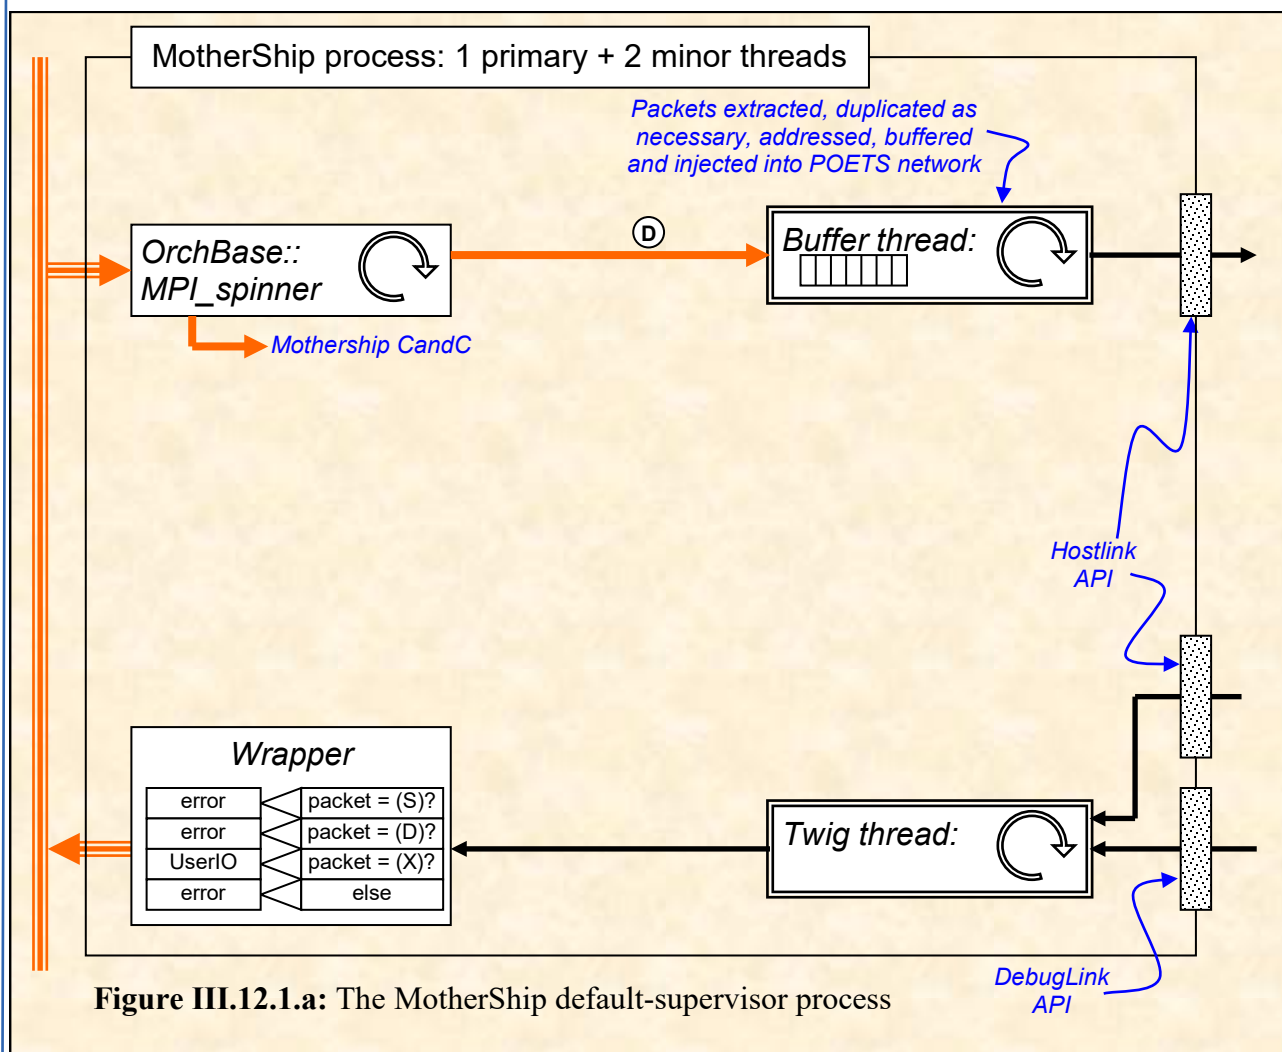 MotherShip process: 1 primary + 2 minor threads
Packets extracted, duplicated as
necessary, addressed, buffered
and injected into POETS network
OrchBase::
MPI_spinner
D
Buffer thread:
Mothership CandC
Hostlink
API
Wrapper
error packet = (S)?
error packet = (D)?
UserIO packet = (X)?
error else
Twig thread:
DebugLink
API
Figure III.12.1.a: The MotherShip default-supervisor process